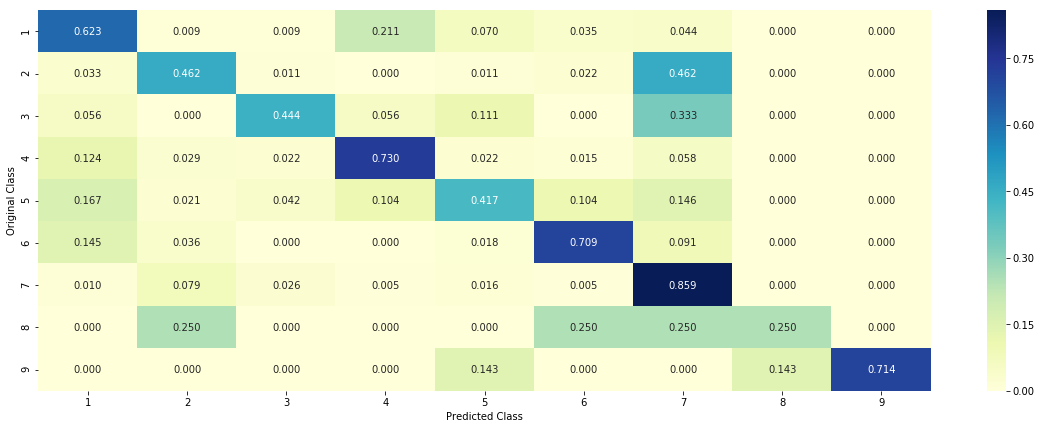 1 0.623 0.009 0.009 0.211 0.070 0.035 0.044 0.000 0.000
2 0.033 0.462 0.011 0.000 0.011 0.022 0.462 0.000 0.000
3 0.056 0.000 0.444 0.056 0.111 0.000 0.333 0.000 0.000
4 0.124 0.029 0.022 0.730 0.022 0.015 0.058 0.000 0.000
5 0.167 0.021 0.042 0.104 0.417 0.104 0.146 0.000 0.000
6 0.145 0.036 0.000 0.000 0.018 0.709 0.091 0.000 0.000
7 0.010 0.079 0.026 0.005 0.016 0.005 0.859 0.000 0.000
8 0.000 0.250 0.000 0.000 0.000 0.250 0.250 0.250 0.000
9 0.000 0.000 0.000 0.000 0.143 0.000 0.000 0.143 0.714
1 2 3 4 5 6 7 8 9
Predicted Class
Original Class
0.75
0.60
0.45
0.30
0.15
0.00